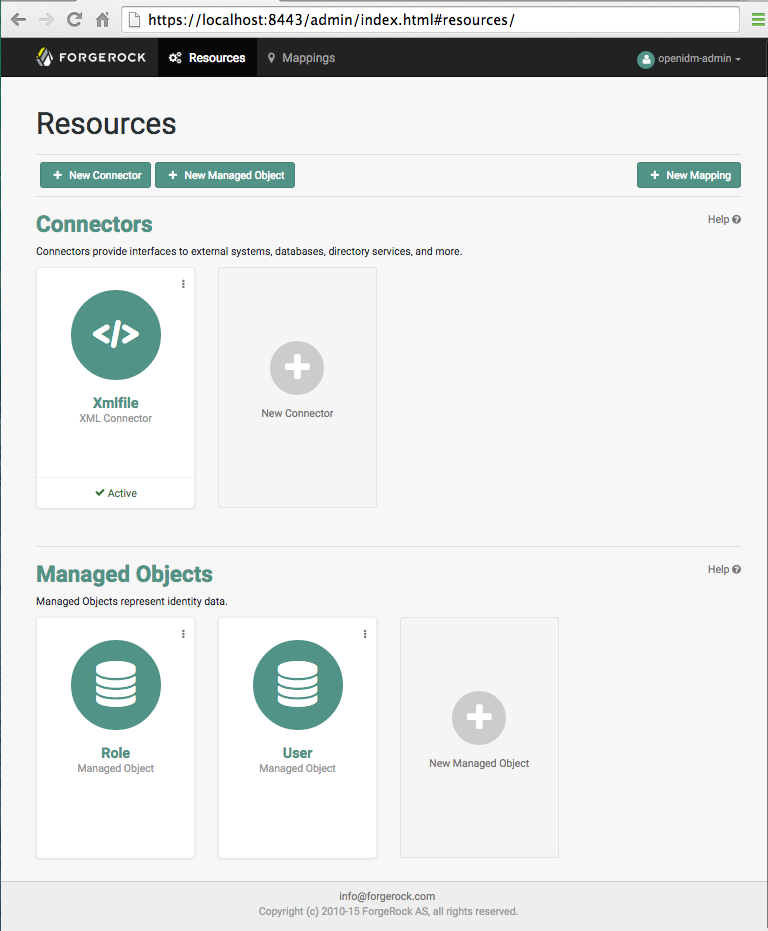 https://localhost:8443/admin/index.html#resources/
FORGEROCK Resources Mappings openidm-admin
Resources
+ New Connector + New Managed Object + New Mapping
Connectors Help
Connectors provide interfaces to external systems, databases, directory services, and more.
</>
Xmlfile
XML Connector
Active
New Connector
Managed Objects Help
Managed Objects represent identity data.
Role
Managed Object
User
Managed Object
New Managed Object
info@forgerock.com
Copyright (c) 2010-15 ForgeRock AS, all rights reserved.